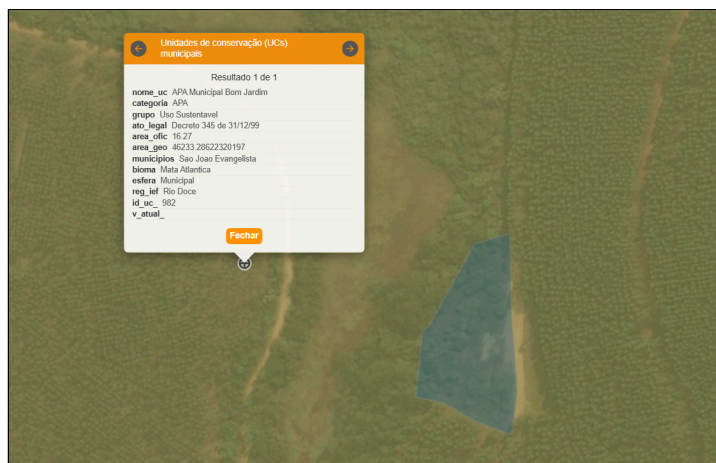 Unidades de conservação (UCs)
municipais
Resultado 1 de 1
nome_uc APA Municipal Bom Jardim
categoria APA
grupo Uso Sustentavel
ato_legal Decreto 345 de 31/12/99
area_ofic 16.27
area_geo 46233.28622320197
municipios Sao Joao Evangelista
bioma Mata Atlantica
esfera Municipal
reg_ief Rio Doce
id_uc_ 982
v_atual_
Fechar